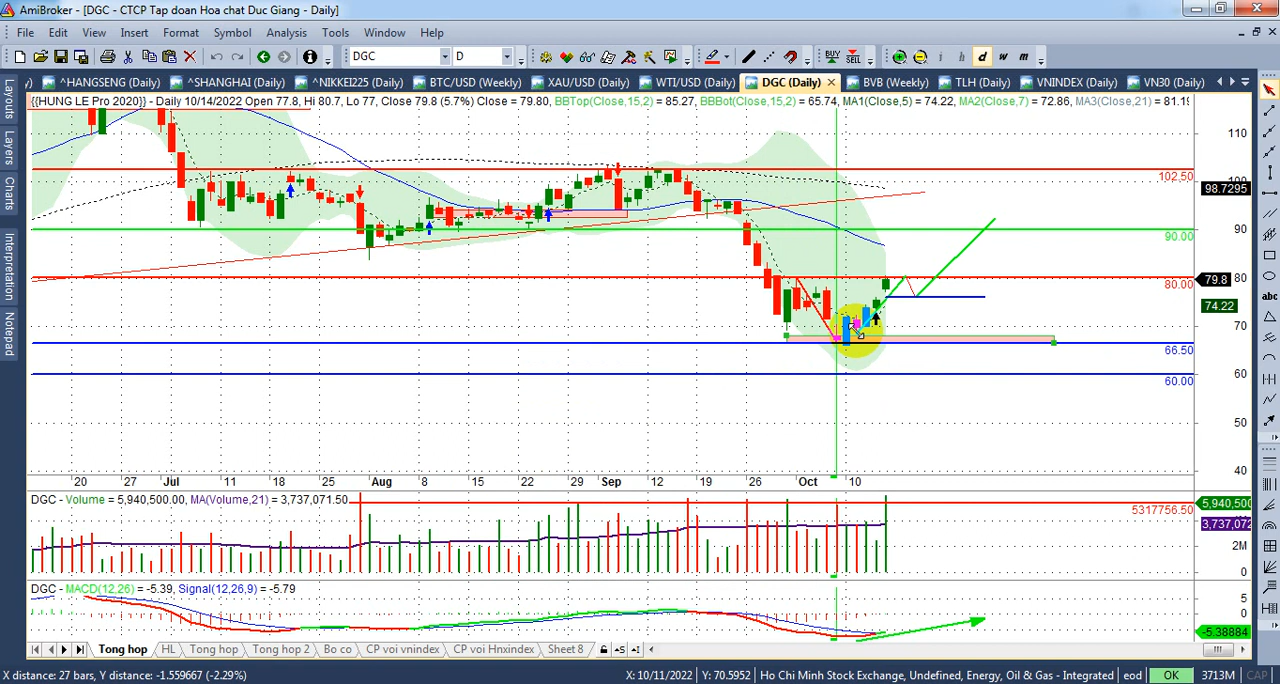 AmiBroker - [DGC - CTCP Tap doan Hoa chat Duc Giang - Daily]
File Edit View Insert Format Symbol Analysis Tools Window Help
DGC D BUY SELL i h d w m
^HANGSENG (Daily) ^SHANGHAI (Daily) ^NIKKEI225 (Daily) BTC/USD (Weekly) XAU/USD (Daily) WTI/USD (Daily) DGC (Daily) BVB (Weekly) TLH (Daily) VNINDEX (Daily) VN30 (Daily)
Layouts
Layers
Charts
Interpretation
Notepad
abc
{{HUNG LE Pro 2020}} - Daily 10/14/2022 Open 77.8, Hi 80.7, Lo 77, Close 79.8 (5.7%) Close = 79.80, BBTop(Close,15,2) = 85.27, BBBot(Close,15,2) = 65.74, MA1(Close,5) = 74.22, MA2(Close,7) = 72.86, MA3(Close,21) = 81.19
110
102.50
100
98.7295
90
90.00
80
79.8
80.00
74.22
70
66.50
60
60.00
50
40
20 27 Jul 11 18 25 Aug 8 15 22 29 Sep 12 19 26 Oct 10
DGC - Volume = 5,940,500.00, MA(Volume,21) = 3,737,071.50
5,940,500
5317756.50
3,737,072
2M
0
DGC - MACD(12,26) = -5.39, Signal(12,26,9) = -5.79
5
0
-5.38884
Tong hop HL Tong hop Tong hop 2 Bo co CP voi vnindex CP voi Hnxindex Sheet 8
X distance: 27 bars, Y distance: -1.559667 (-2.29%) X: 10/11/2022 Y: 70.5952 Ho Chi Minh Stock Exchange, Undefined, Energy, Oil & Gas - Integrated eod OK 3713M CAP